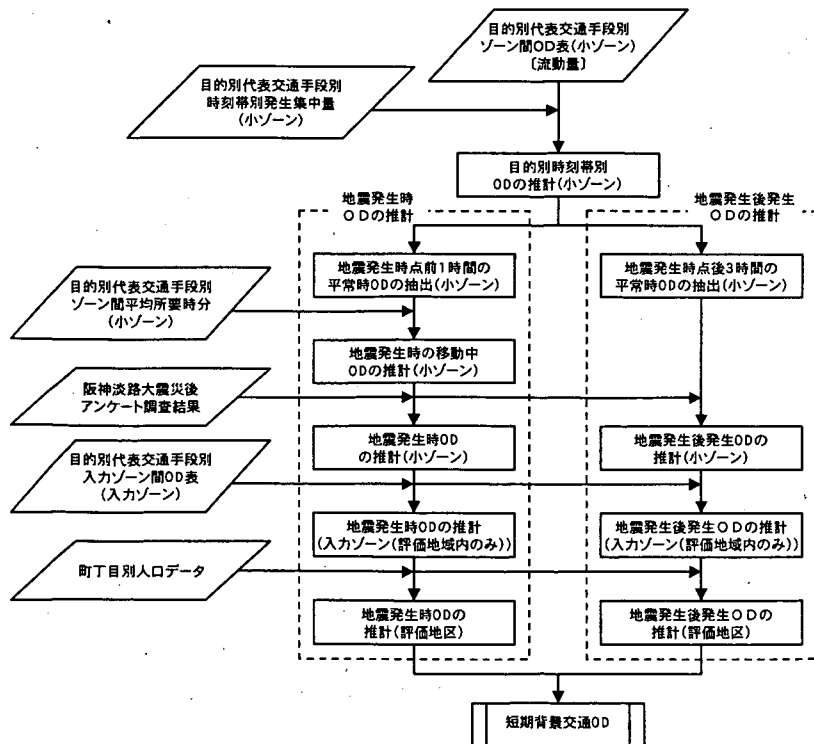 目的別代表交通手段別
ゾーン間OD表(小ゾーン)
〔流動量〕
目的別代表交通手段別
時刻帯別発生集中量
(小ゾーン)
目的別時刻帯別
ODの推計(小ゾーン)
地震発生時
ODの推計
地震発生後発生
ODの推計
地震発生時点前1時間の
平常時ODの抽出(小ゾーン)
地震発生時点後3時間の
平常時ODの抽出(小ゾーン)
目的別代表交通手段別
ゾーン間平均所要時分
(小ゾーン)
地震発生時の移動中
ODの推計(小ゾーン)
阪神淡路大震災後
アンケート調査結果
地震発生時OD
の推計(小ゾーン)
地震発生後発生ODの
推計(小ゾーン)
目的別代表交通手段別
入力ゾーン間OD表
(入力ゾーン)
地震発生時ODの推計
(入力ゾーン(評価地域内のみ))
地震発生後発生ODの推計
(入力ゾーン(評価地域内のみ))
町丁目別人口データ
地震発生時ODの
推計(評価地区)
地震発生後発生ODの
推計(評価地区)
短期背景交通OD